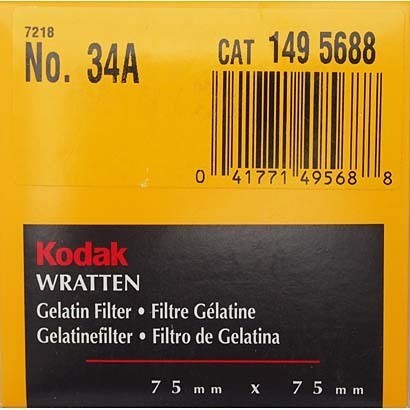 7218
No. 34A
CAT 149 5688
0 41771 49568 8
Kodak
WRATTEN
Gelatin Filter • Filtre Gélatine
Gelatinefilter • Filtro de Gelatina
75 mm x 75 mm